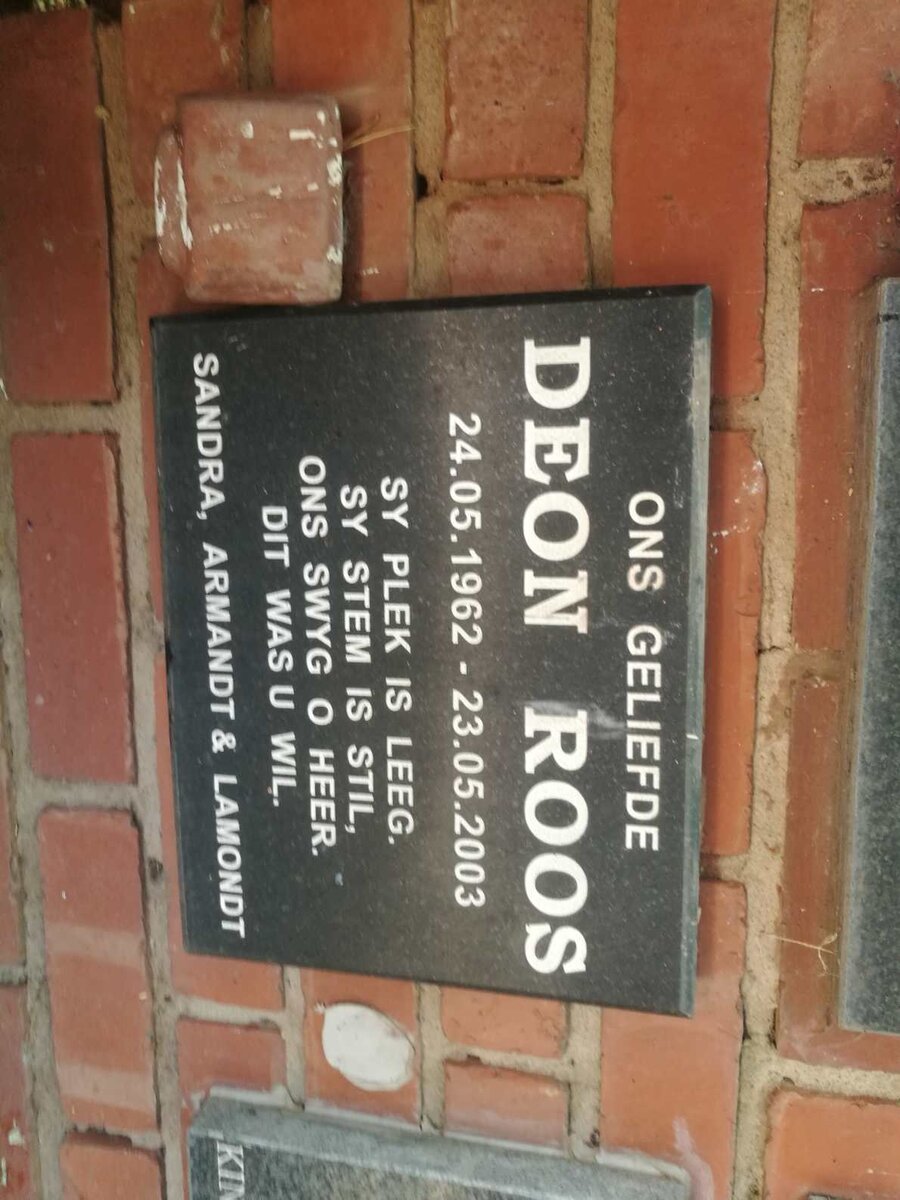 ONS GELIEFDE
DEON ROOS
24.05.1962 - 23.05.2003
SY PLEK IS LEEG.
SY STEM IS STIL,
ONS SWYG O HEER.
DIT WAS U WIL.
SANDRA, ARMANDT & LAMONDT